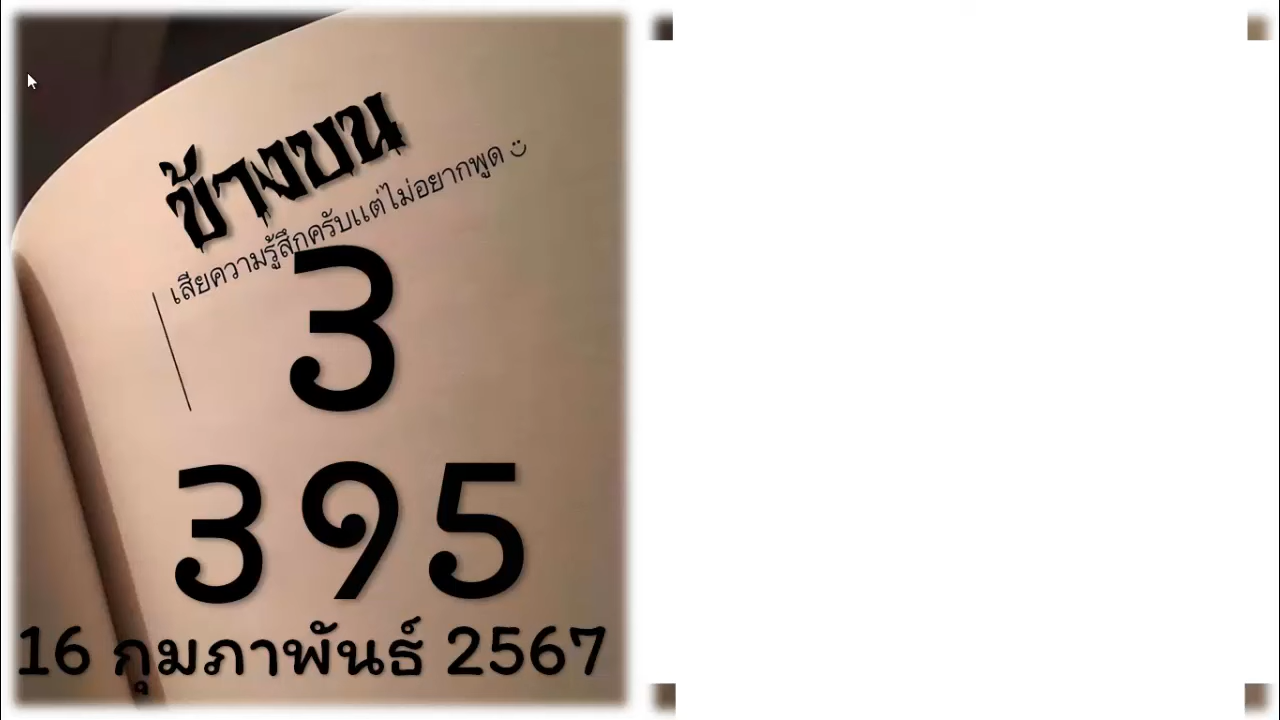 ข้างบน
เสียความรู้สึกครับแต่ไม่อยากพูด
3
395
16 กุมภาพันธ์ 2567